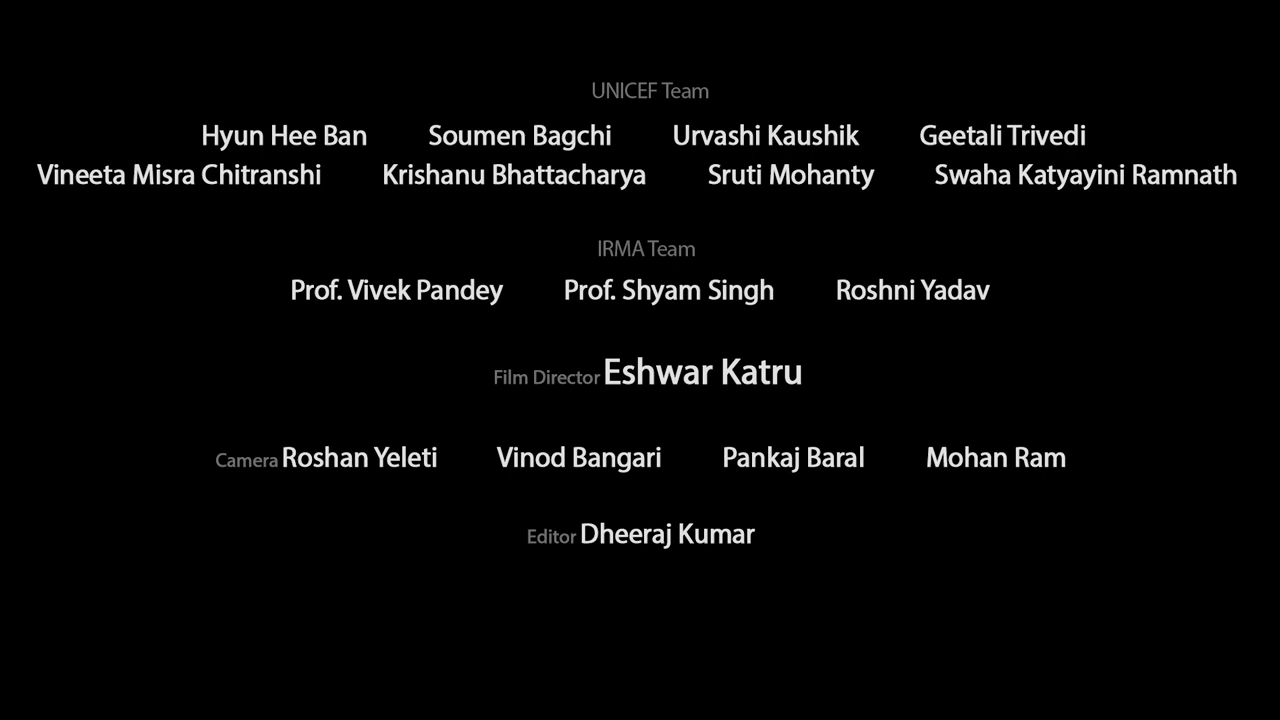 UNICEF Team
Hyun Hee Ban Soumen Bagchi Urvashi Kaushik Geetali Trivedi
Vineeta Misra Chitranshi Krishanu Bhattacharya Sruti Mohanty Swaha Katyayini Ramnath
IRMA Team
Prof. Vivek Pandey Prof. Shyam Singh Roshni Yadav
Film Director Eshwar Katru
Camera Roshan Yeleti Vinod Bangari Pankaj Baral Mohan Ram
Editor Dheeraj Kumar